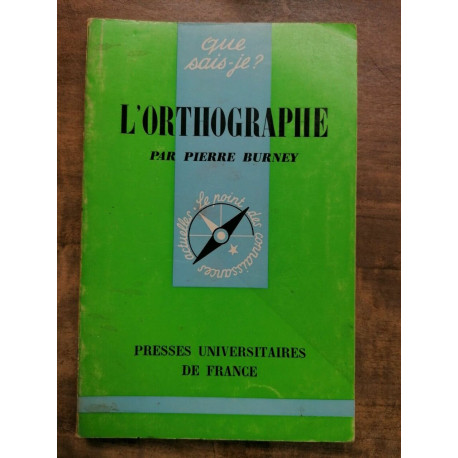 que
sais-je?
L'ORTHOGRAPHE
PAR PIERRE BURNEY
Le point des connaissances actuelles
PRESSES UNIVERSITAIRES
DE FRANCE